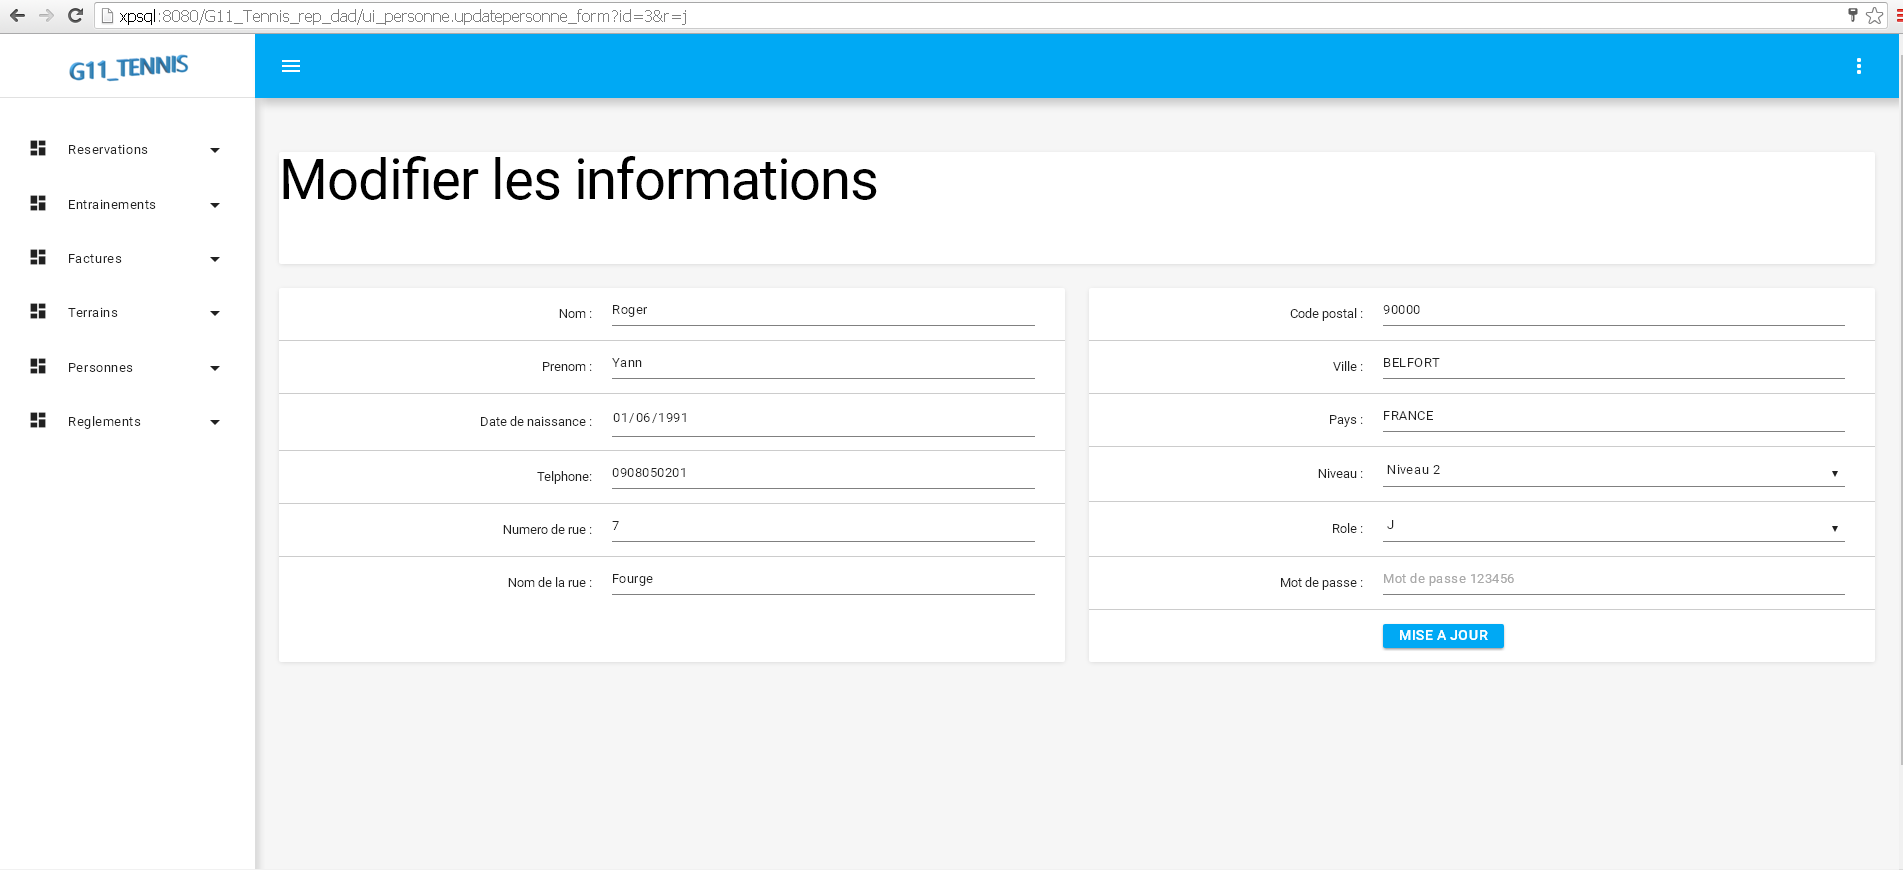 xpsql:8080/G11_Tennis_rep_dad/ui_personne.updatepersonne_form?id=3&r=j
G11_TENNIS
Reservations
Entrainements
Factures
Terrains
Personnes
Reglements
Modifier les informations
Nom : Roger
Prenom : Yann
Date de naissance : 01/06/1991
Telphone: 0908050201
Numero de rue : 7
Nom de la rue : Fourge
Code postal : 90000
Ville : BELFORT
Pays : FRANCE
Niveau : Niveau 2
Role : J
Mot de passe : Mot de passe 123456
MISE A JOUR